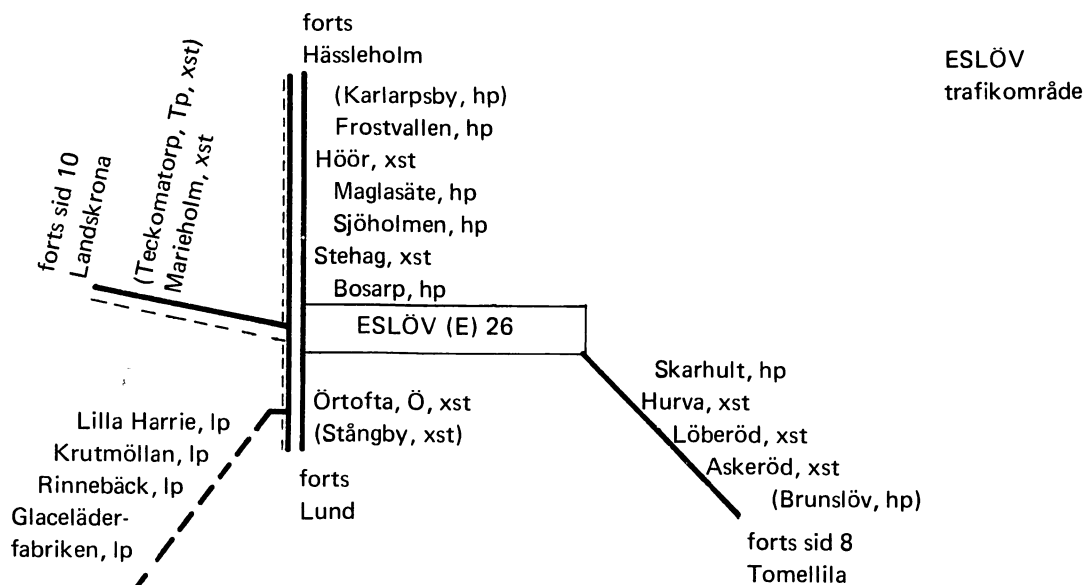 forts
Hässleholm
ESLÖV
trafikområde
(Karlarpsby, hp)
Frostvallen, hp
Höör, xst
Maglasäte, hp
Sjöholmen, hp
Stehag, xst
Bosarp, hp
forts sid 10
Landskrona
(Teckomatorp, Tp, xst)
Marieholm, xst
ESLÖV (E) 26
Örtofta, Ö, xst
(Stångby, xst)
forts
Lund
Lilla Harrie, lp
Krutmöllan, lp
Rinnebäck, lp
Glaceläder-
fabriken, lp
Skarhult, hp
Hurva, xst
Löberöd, xst
Askeröd, xst
(Brunslöv, hp)
forts sid 8
Tomellila